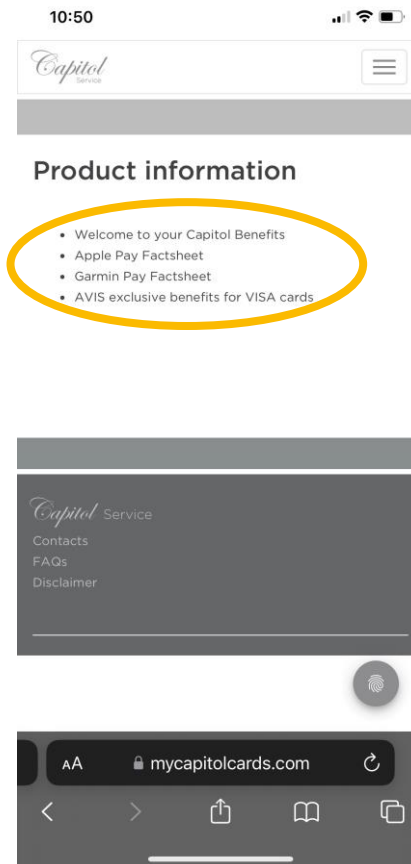 10:50
Capitol
Service
Product information
• Welcome to your Capitol Benefits
• Apple Pay Factsheet
• Garmin Pay Factsheet
• AVIS exclusive benefits for VISA cards
Capitol Service
Contacts
FAQs
Disclaimer
AA mycapitolcards.com